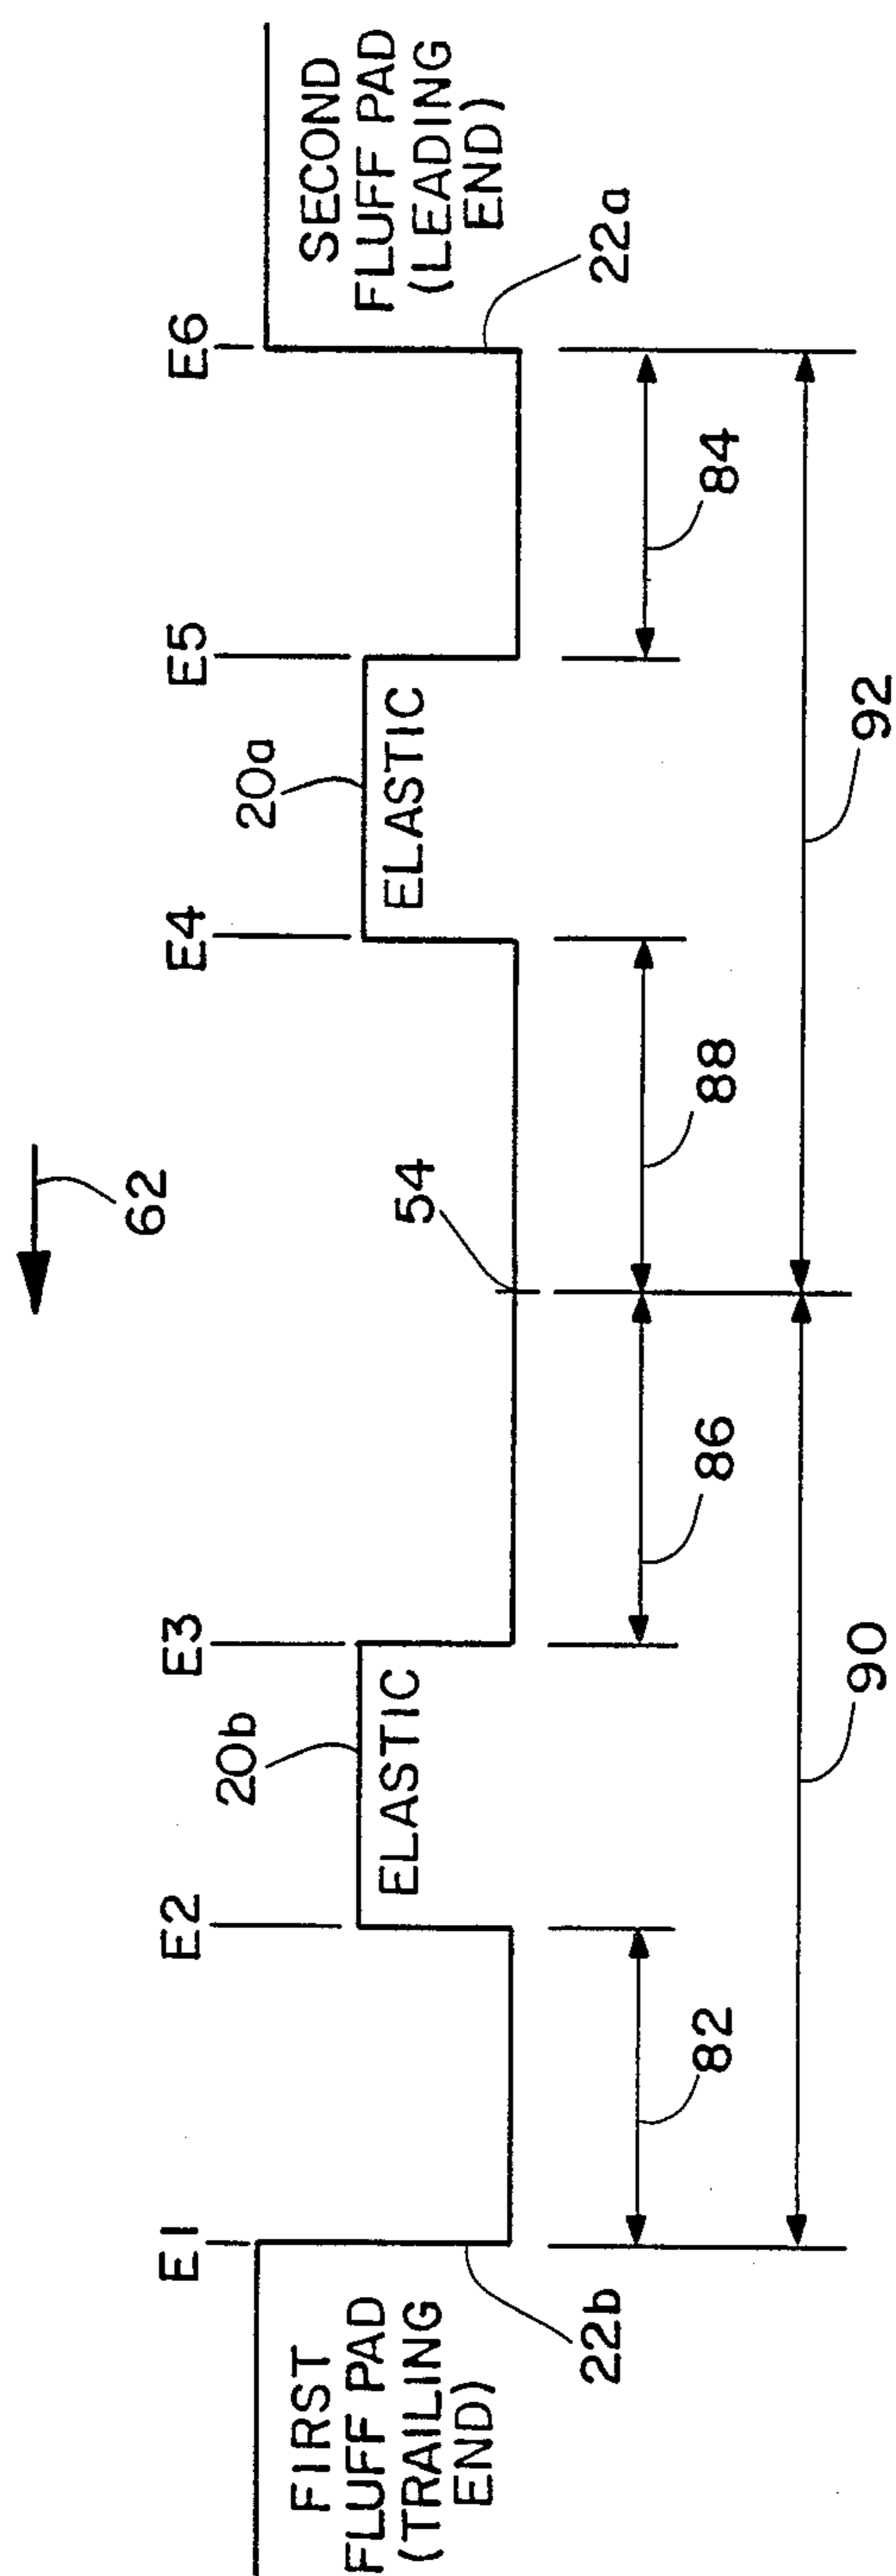 62
E1
E2
E3
E4
E5
E6
20b
54
20a
FIRST
FLUFF PAD
(TRAILING
END)
ELASTIC
ELASTIC
SECOND
FLUFF PAD
(LEADING
END)
22b
22a
82
86
88
84
90
92